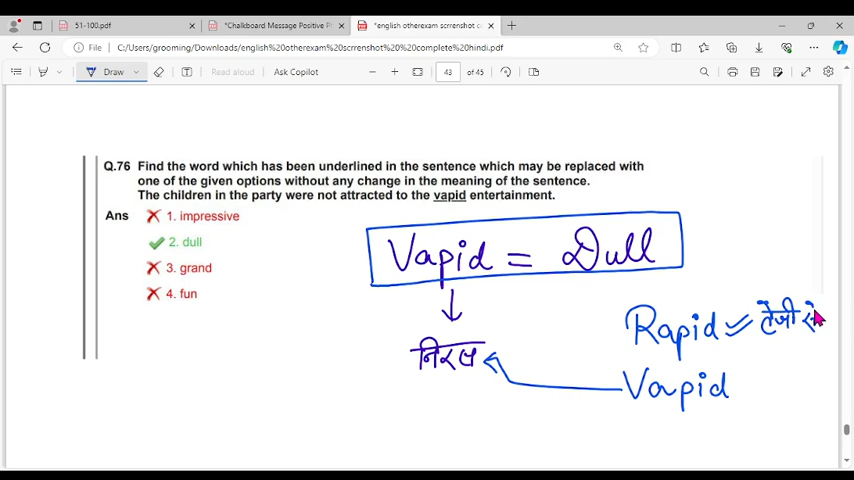 51-100.pdf
*Chalkboard Message Positive Ph
*english otherexam scrrenshot
File
C:/Users/grooming/Downloads/english%20otherexam%20scrrenshot%20%20complete%20hindi.pdf
Draw
Read aloud
Ask Copilot
43 of 45
Q.76 Find the word which has been underlined in the sentence which may be replaced with
one of the given options without any change in the meaning of the sentence.
The children in the party were not attracted to the vapid entertainment.
Ans 1. impressive
2. dull
3. grand
4. fun
Vapid = Dull
Rapid तेजी से
निरस
Vapid